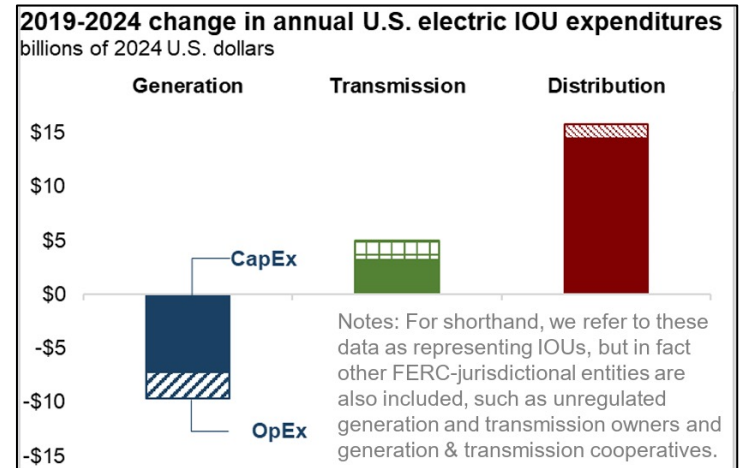 2019-2024 change in annual U.S. electric IOU expenditures
billions of 2024 U.S. dollars
Generation Transmission Distribution
$15
$10
$5
CapEx
$0
Notes: For shorthand, we refer to these
-$5
data as representing IOUs, but in fact
other FERC-jurisdictional entities are
-$10
also included, such as unregulated
generation and transmission owners and
OpEx
generation & transmission cooperatives.
-$15